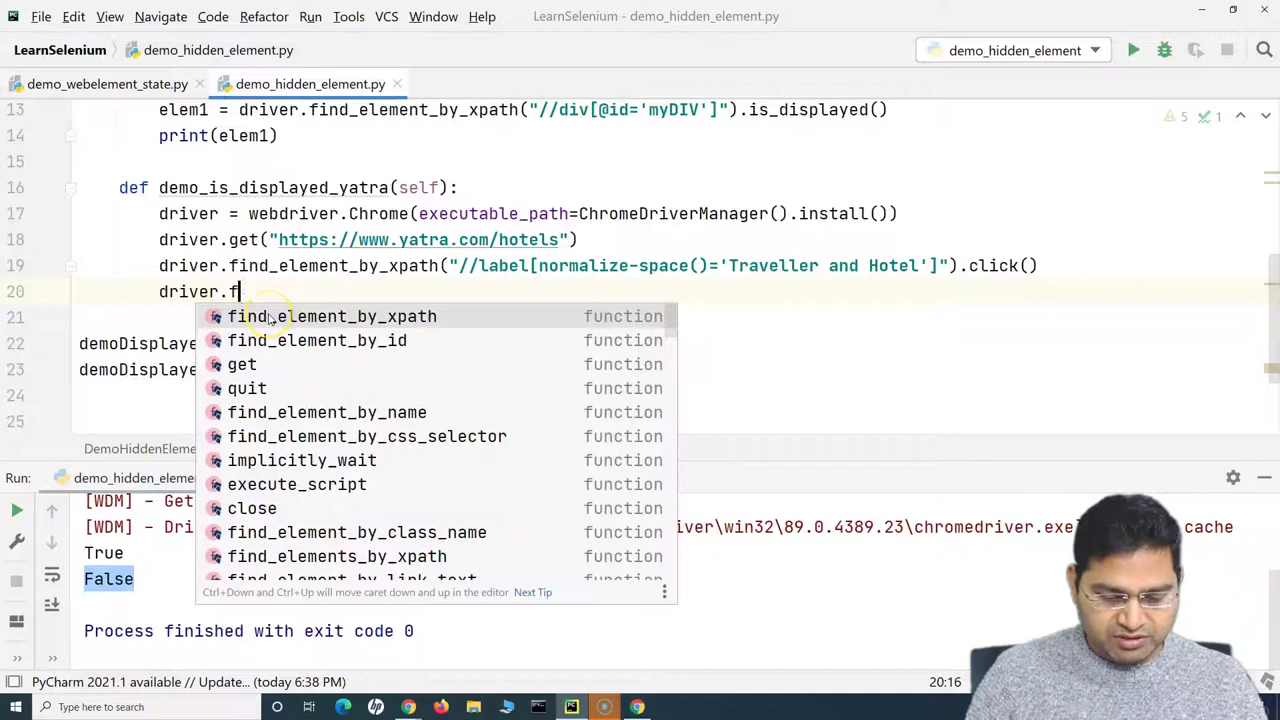 File Edit View Navigate Code Refactor Run Tools VCS Window Help LearnSelenium - demo_hidden_element.py
LearnSelenium demo_hidden_element.py demo_hidden_element
demo_webelement_state.py demo_hidden_element.py
13 elem1 = driver.find_element_by_xpath("//div[@id='myDIV']").is_displayed()
5 1
14 print(elem1)
15
16 def demo_is_displayed_yatra(self):
17 driver = webdriver.Chrome(executable_path=ChromeDriverManager().install())
18 driver.get("https://www.yatra.com/hotels")
19 driver.find_element_by_xpath("//label[normalize-space()='Traveller and Hotel']").click()
20 driver.f
21 find_element_by_xpath function
22 demoDisplaye find_element_by_id function
23 demoDisplaye get function
24 quit function
find_element_by_name function
25
find_element_by_css_selector function
DemoHiddenEleme
implicitly_wait function
Run: demo_hidden_eleme execute_script function
[WDM] - Get close function
[WDM] - Dri find_element_by_class_name function iver\win32\89.0.4389.23\chromedriver.exe cache
True find_elements_by_xpath function
False find_element_by_link_text function
Ctrl+Down and Ctrl+Up will move caret down and up in the editor Next Tip
Process finished with exit code 0
PyCharm 2021.1 available // Update... (today 6:38 PM) 20:16
Type here to search